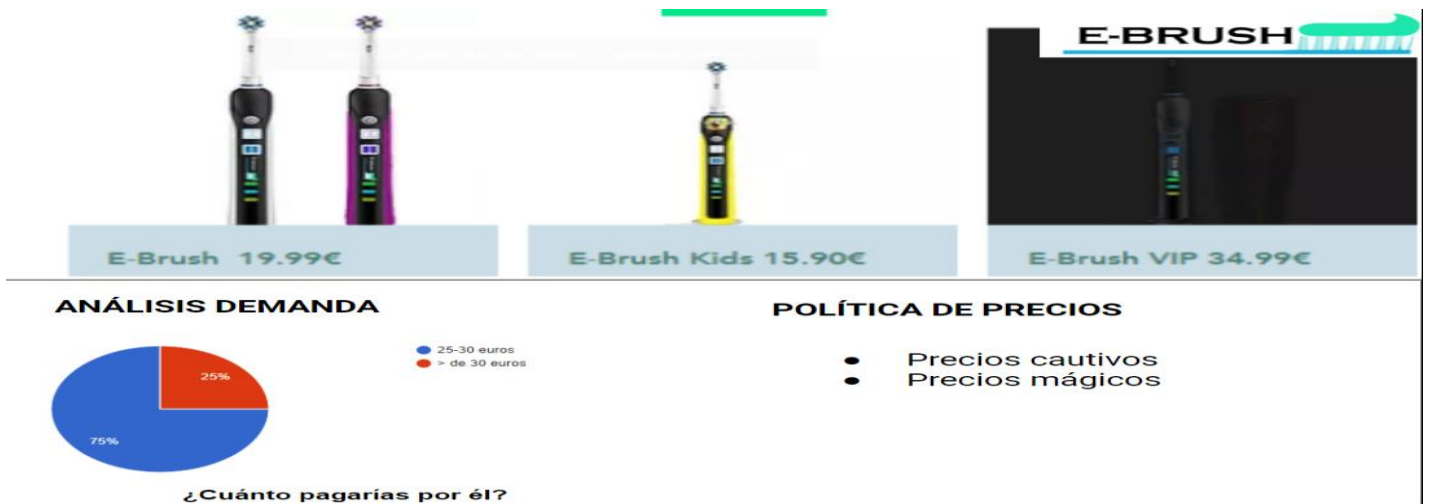 E-BRUSH
E-Brush 19.99€
E-Brush Kids 15.90€
E-Brush VIP 34.99€
ANÁLISIS DEMANDA
25-30 euros
> de 30 euros
25%
75%
¿Cuánto pagarías por él?
POLÍTICA DE PRECIOS
● Precios cautivos
● Precios mágicos